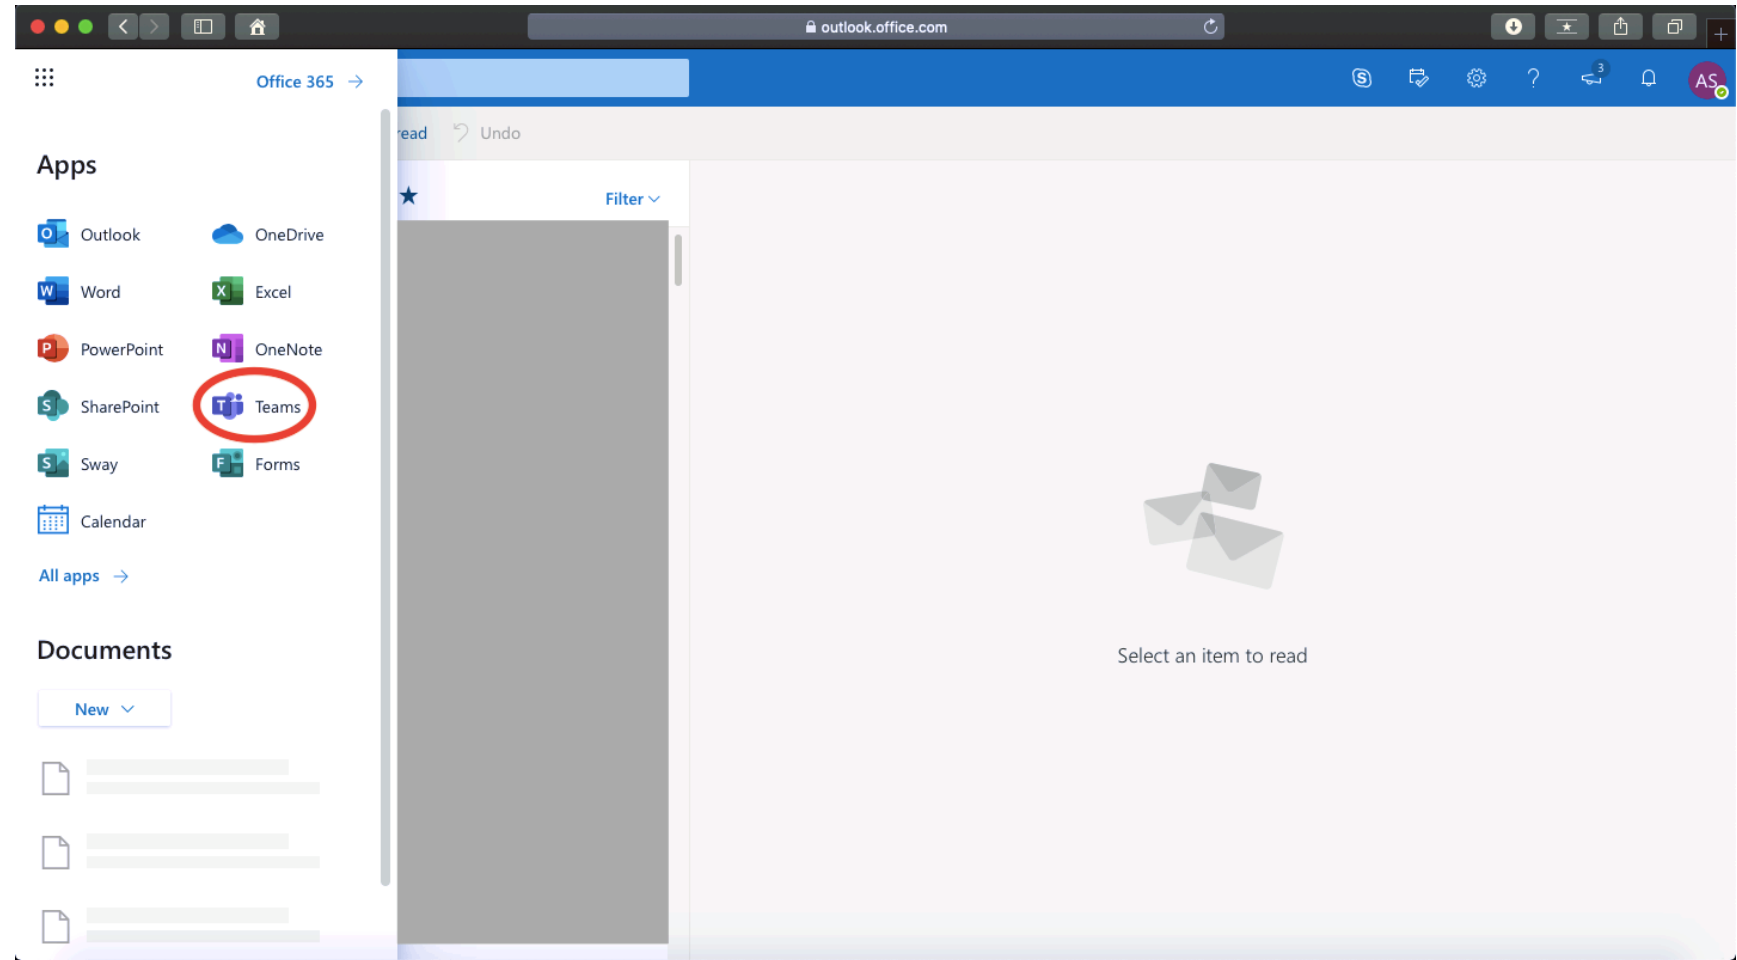 outlook.office.com
Office 365
3
AS
read Undo
Apps
Filter
Outlook OneDrive
Word Excel
PowerPoint OneNote
SharePoint Teams
Sway Forms
Calendar
All apps
Documents
New
Select an item to read